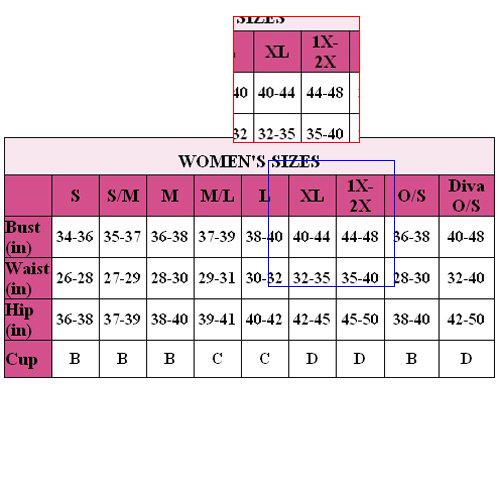 SIZES
XL 1X-
2X
40 40-44 44-48
32 32-35 35-40
WOMEN'S SIZES
S S/M M M/L L XL 1X-
2X O/S Diva
O/S
Bust
(in) 34-36 35-37 36-38 37-39 38-40 40-44 44-48 36-38 40-48
Waist
(in) 26-28 27-29 28-30 29-31 30-32 32-35 35-40 28-30 32-40
Hip
(in) 36-38 37-39 38-40 39-41 40-42 42-45 45-50 38-40 42-50
Cup B B B C C D D B D